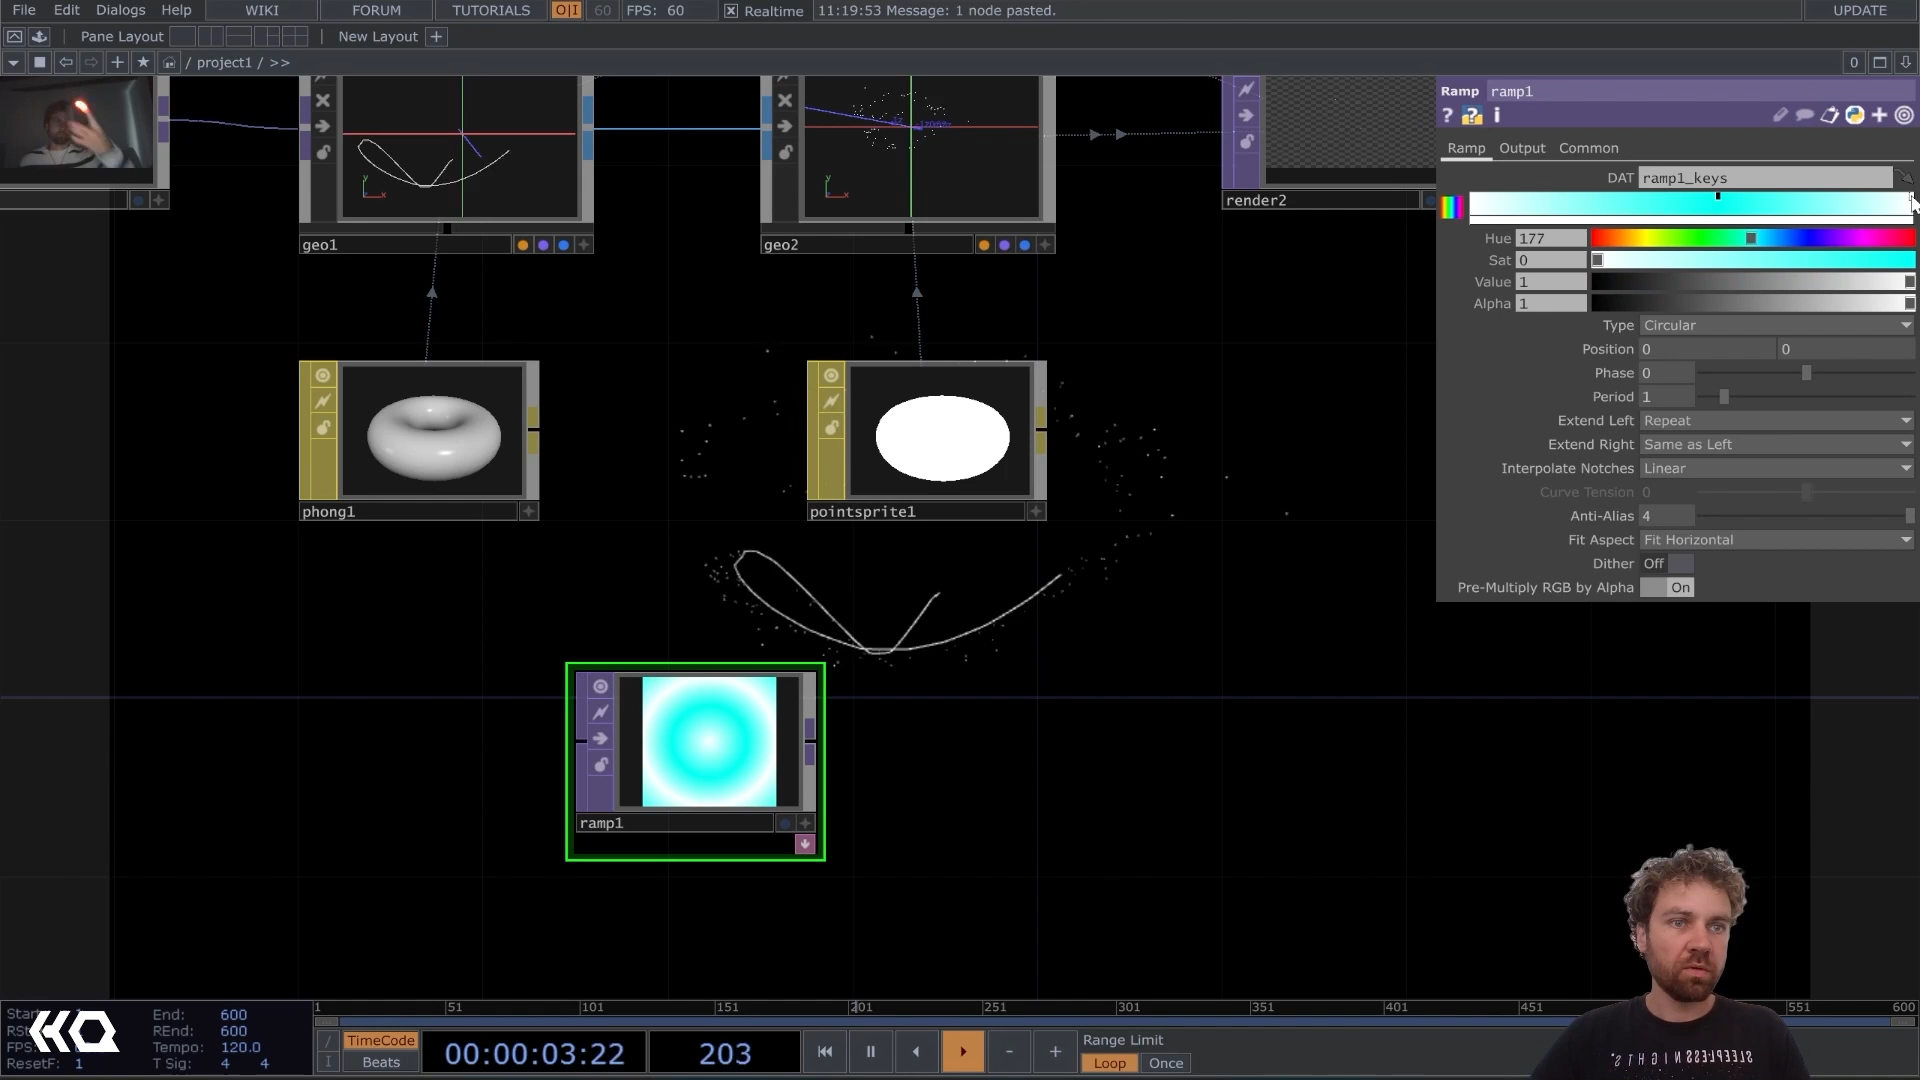 File Edit Dialogs Help WIKI FORUM TUTORIALS O|I 60 FPS: 60 Realtime 11:19:53 Message: 1 node pasted. UPDATE
Pane Layout New Layout +
/ project1 / >> 0
Ramp ramp1
? ? i
Ramp Output Common
DAT ramp1_keys
Hue 177
Sat 0
Value 1
Alpha 1
Type Circular
Position 0 0
Phase 0
Period 1
Extend Left Repeat
Extend Right Same as Left
Interpolate Notches Linear
Curve Tension 0
Anti-Alias 4
Fit Aspect Fit Horizontal
Dither Off
Pre-Multiply RGB by Alpha On
y x
y x
render2
geo1
geo2
phong1
pointsprite1
ramp1
SLEEPLESS NIGHTS.
1 51 101 151 201 251 301 351 401 451 551 600
HQ
End: 600
REnd: 600
FPS: Tempo: 120.0
ResetF: 1 T Sig: 4 4
TimeCode
Beats
/
I
00:00:03:22 203
- +
Range Limit
Loop Once